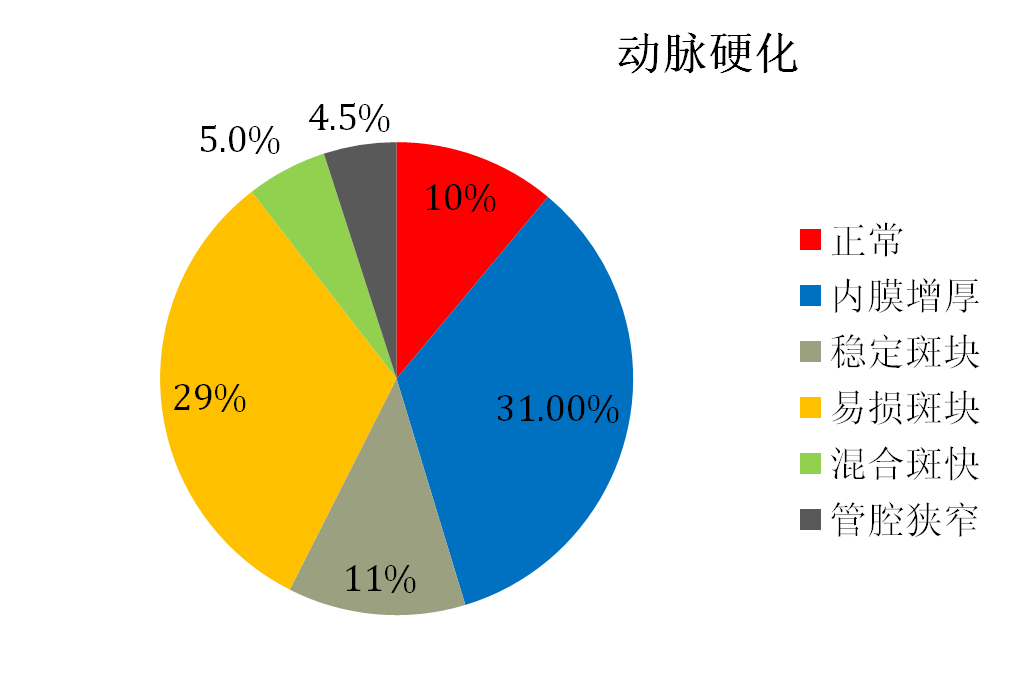 动脉硬化
4.5%
5.0%
10%
31.00%
29%
11%
正常
内膜增厚
稳定斑块
易损斑块
混合斑快
管腔狭窄